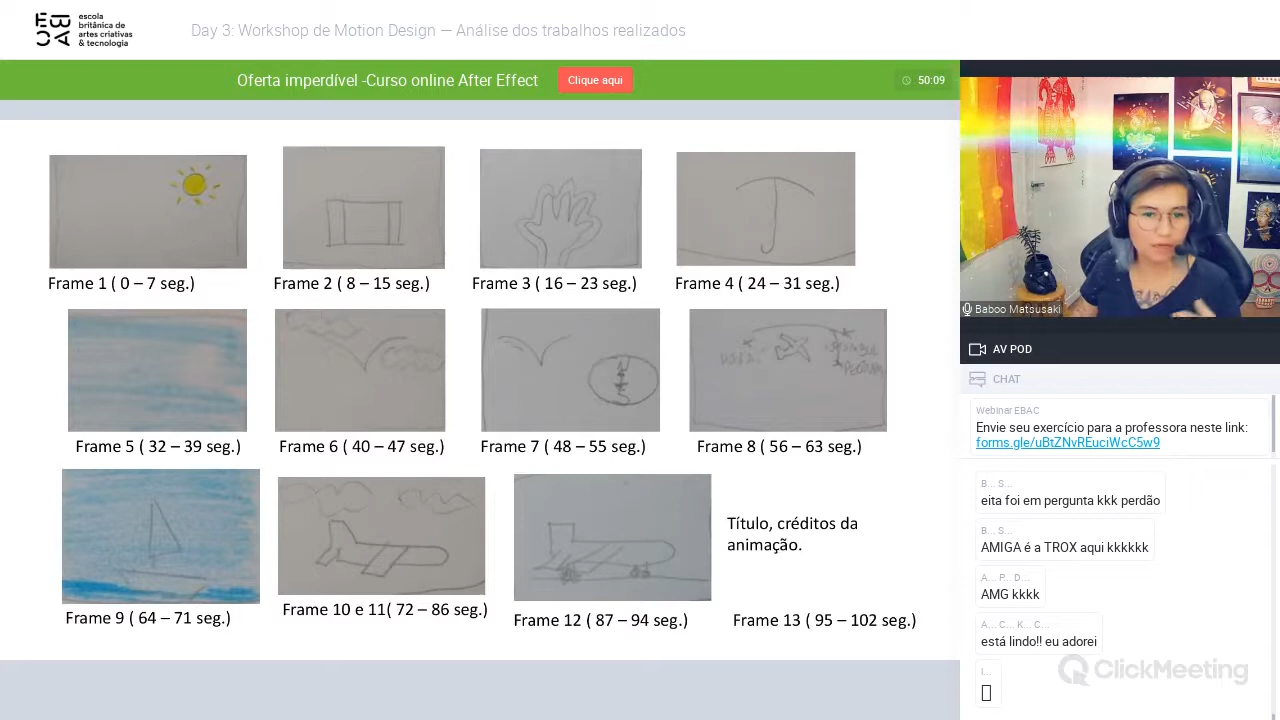 EBAC
escola
britânica de
artes criativas
& tecnologia
Day 3: Workshop de Motion Design — Análise dos trabalhos realizados
Oferta imperdível -Curso online After Effect
Clique aqui
50:09
Frame 1 ( 0 – 7 seg.)
Frame 2 ( 8 – 15 seg.)
Frame 3 ( 16 – 23 seg.)
Frame 4 ( 24 – 31 seg.)
Frame 5 ( 32 – 39 seg.)
Frame 6 ( 40 – 47 seg.)
Frame 7 ( 48 – 55 seg.)
Frame 8 ( 56 – 63 seg.)
Título, créditos da
animação.
Frame 9 ( 64 – 71 seg.)
Frame 10 e 11( 72 – 86 seg.)
Frame 12 ( 87 – 94 seg.)
Frame 13 ( 95 – 102 seg.)
Baboo Matsusaki
AV POD
CHAT
Webinar EBAC
Envie seu exercício para a professora neste link:
forms.gle/uBtZNvREuciWcC5w9
B... S...
eita foi em pergunta kkk perdão
B... S...
AMIGA é a TROX aqui kkkkkk
A... P... D...
AMG kkkk
A... C... K... C...
está lindo!! eu adorei
I...
ClickMeeting